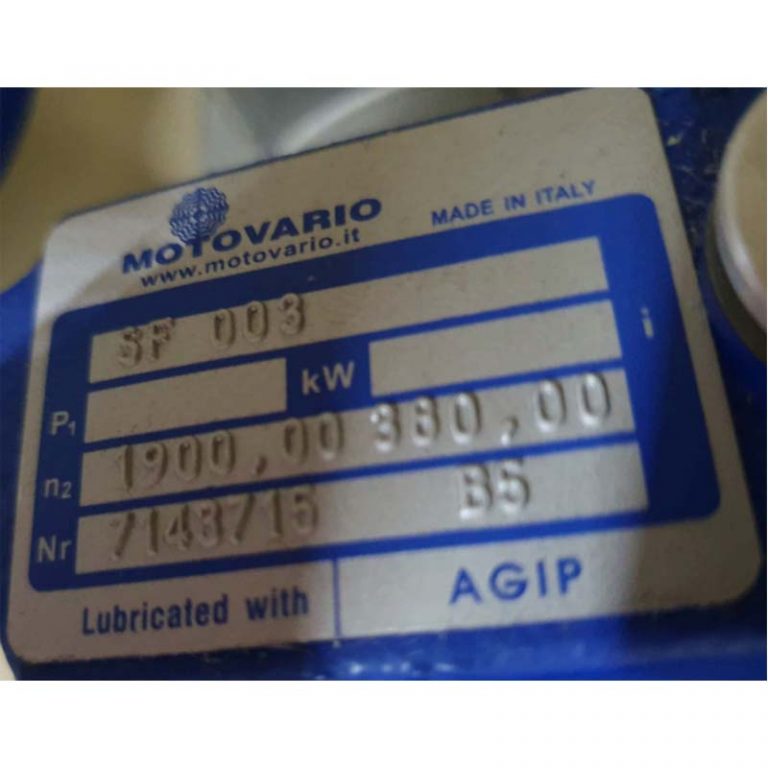 MOTOVARIO
www.motovario.it
MADE IN ITALY
SF 003
i
P1 kW
n2 1900,00 380,00
Nr 7143715 B5
Lubricated with AGIP